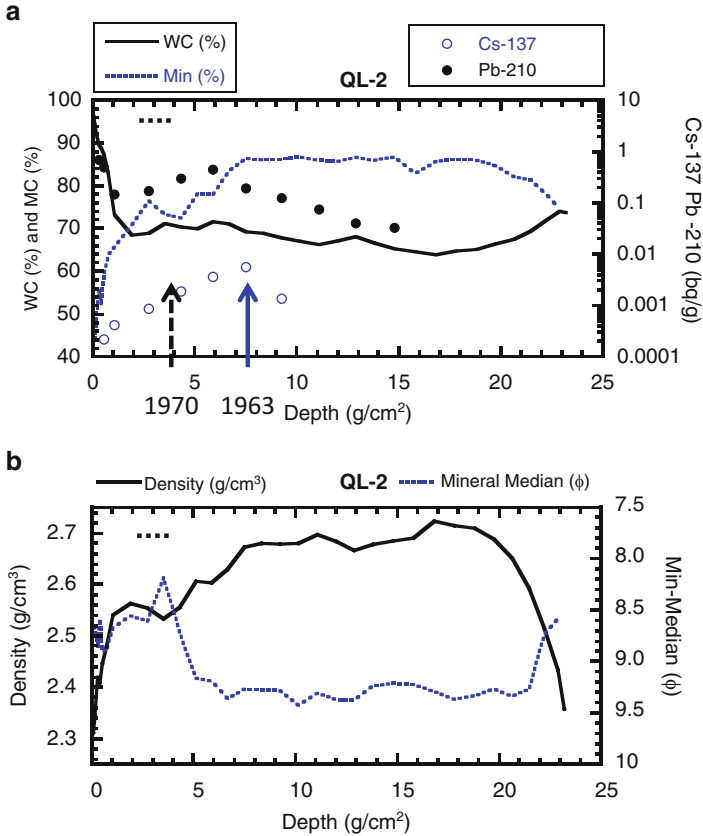 a
WC (%)
Min (%)
QL-2
Cs-137
Pb-210
100
90
80
70
60
50
40
WC (%) and MC (%)
10
1
0.1
0.01
0.001
0.0001
Cs-137 Pb -210 (bq/g)
0 5 10 15 20 25
1970 1963 Depth (g/cm²)
b
Density (g/cm³) QL-2 Mineral Median (ϕ)
2.7
2.6
2.5
2.4
2.3
Density (g/cm³)
7.5
8.0
8.5
9.0
9.5
10
Min-Median (ϕ)
0 5 10 15 20 25
Depth (g/cm²)